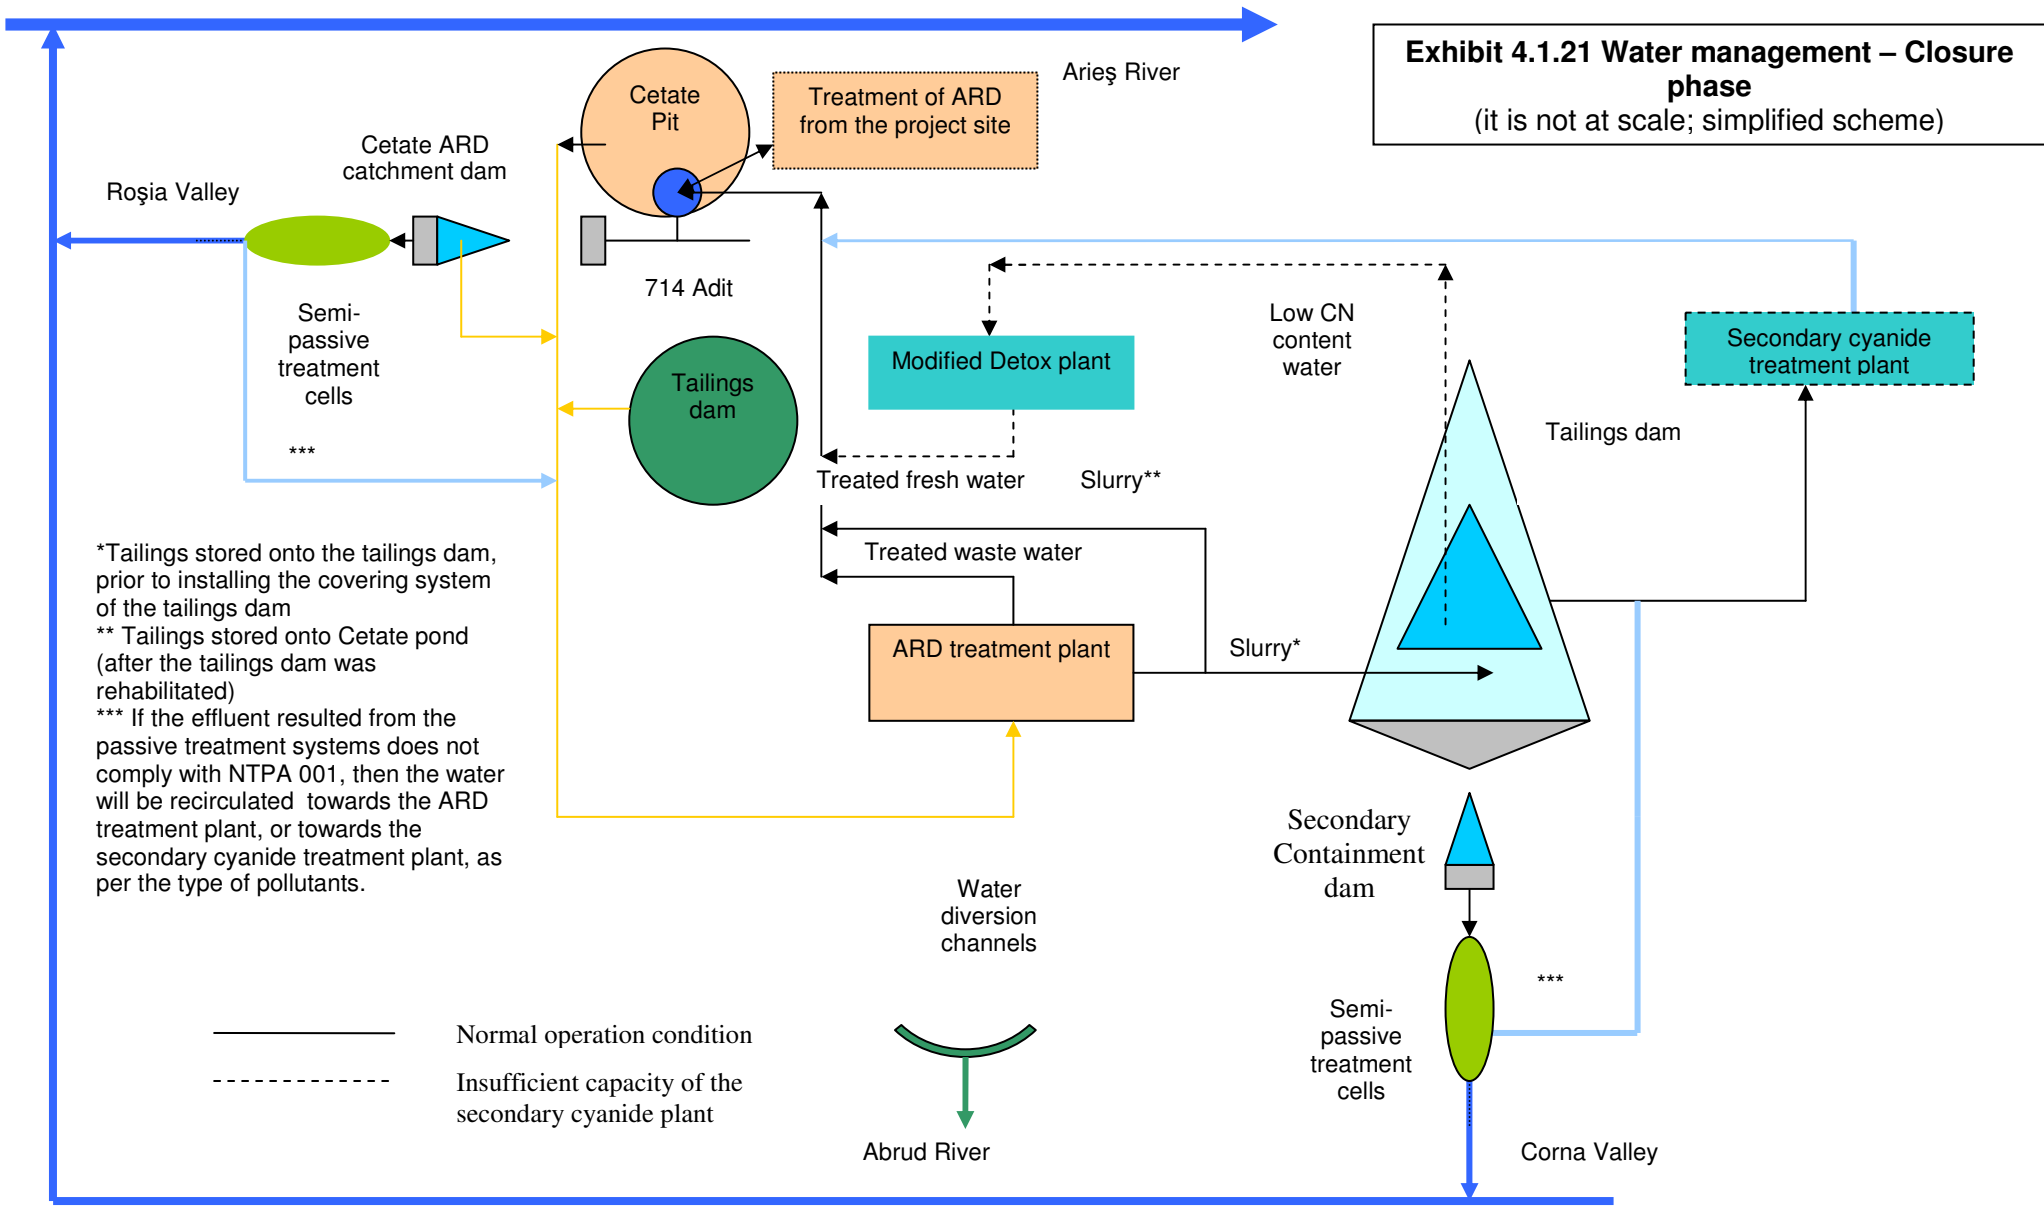 Exhibit 4.1.21 Water management – Closure
phase
(it is not at scale; simplified scheme)
Arieş River
Cetate
Pit
Treatment of ARD
from the project site
Cetate ARD
catchment dam
Roşia Valley
714 Adit
Semi-
passive
treatment
cells
***
Tailings
dam
Modified Detox plant
Low CN
content
water
Secondary cyanide
treatment plant
Tailings dam
Treated fresh water
Slurry**
Treated waste water
ARD treatment plant
Slurry*
*Tailings stored onto the tailings dam,
prior to installing the covering system
of the tailings dam
** Tailings stored onto Cetate pond
(after the tailings dam was
rehabilitated)
*** If the effluent resulted from the
passive treatment systems does not
comply with NTPA 001, then the water
will be recirculated  towards the ARD
treatment plant, or towards the
secondary cyanide treatment plant, as
per the type of pollutants.
Secondary
Containment
dam
Water
diversion
channels
***
Semi-
passive
treatment
cells
Normal operation condition
Insufficient capacity of the
secondary cyanide plant
Abrud River
Corna Valley